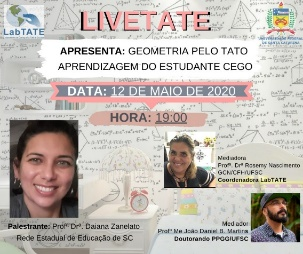 LIVETATE
LabTATE
APRESENTA: GEOMETRIA PELO TATO
APRENDIZAGEM DO ESTUDANTE CEGO
DATA: 12 DE MAIO DE 2020
HORA: 19:00
Mediadora
Profª. Drª Rosemy Nascimento
GCN/CFH/UFSC
Coordenadora LabTATE
Palestrante: Profª Drª. Daiana Zanelato
Rede Estadual de Educação de SC
Mediador
Profº Me João Daniel B. Martins
Doutorando PPGG/UFSC